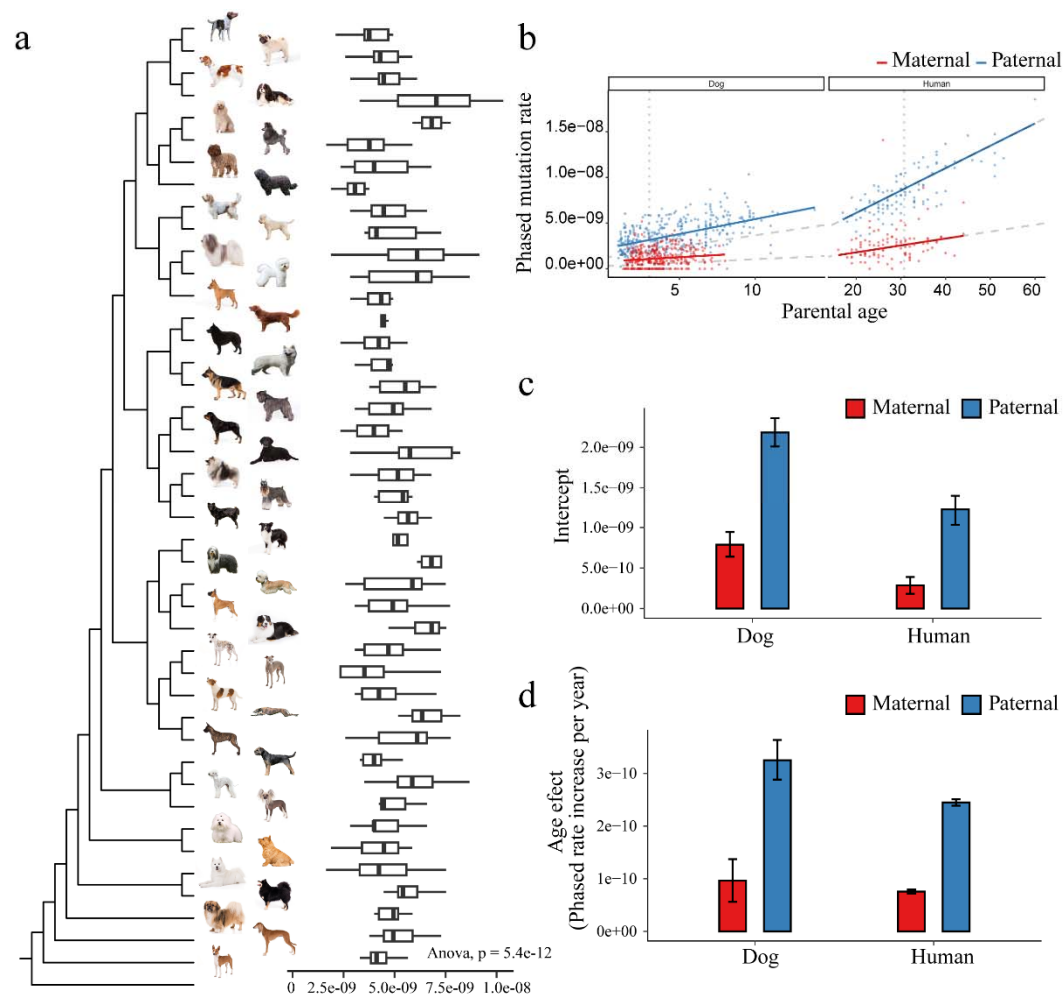 a
Anova, p = 5.4e-12
0 2.5e-09 5.0e-09 7.5e-09 1.0e-08
b
Maternal Paternal
Dog Human
Phased mutation rate
1.5e-08
1.0e-08
5.0e-09
0.0e+00
5 10 20 30 40 50 60
Parental age
c
Maternal Paternal
Intercept
2.0e-09
1.5e-09
1.0e-09
5.0e-10
0.0e+00
Dog Human
d
Maternal Paternal
Age efect
(Phased rate increase per year)
3e-10
2e-10
1e-10
0e+00
Dog Human